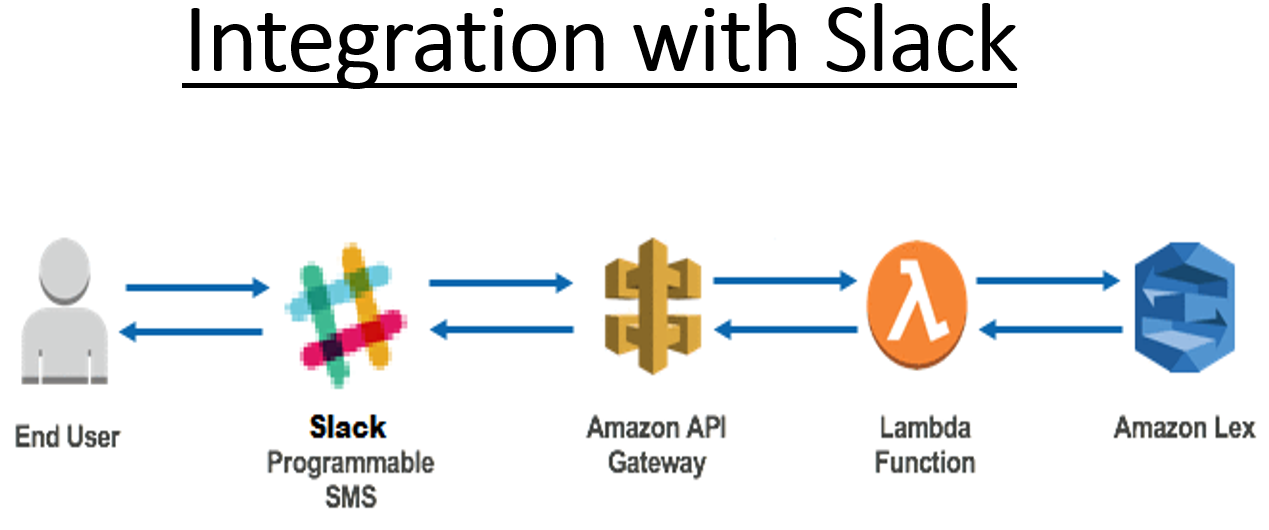 Integration with Slack
End User
Slack
Programmable
SMS
Amazon API
Gateway
Lambda
Function
Amazon Lex